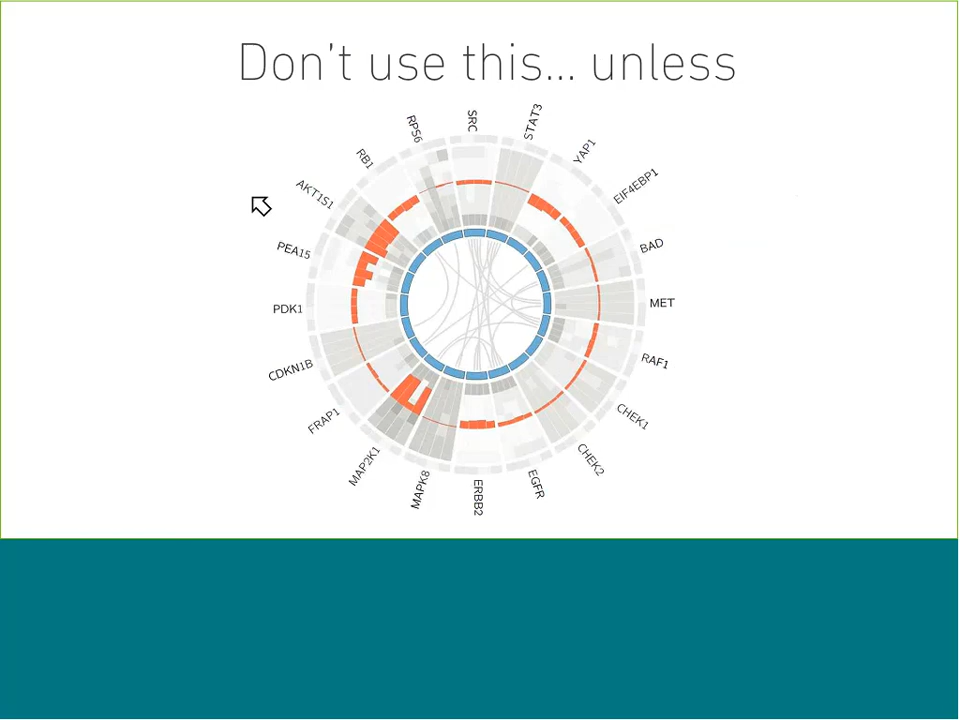 Don't use this... unless
SRC
STAT3
YAP1
EIF4EBP1
BAD
MET
RAF1
CHEK1
CHEK2
EGFR
ERBB2
MAPK8
MAP2K1
FRAP1
CDKN1B
PDK1
PEA15
AKT1S1
RB1
RPS6